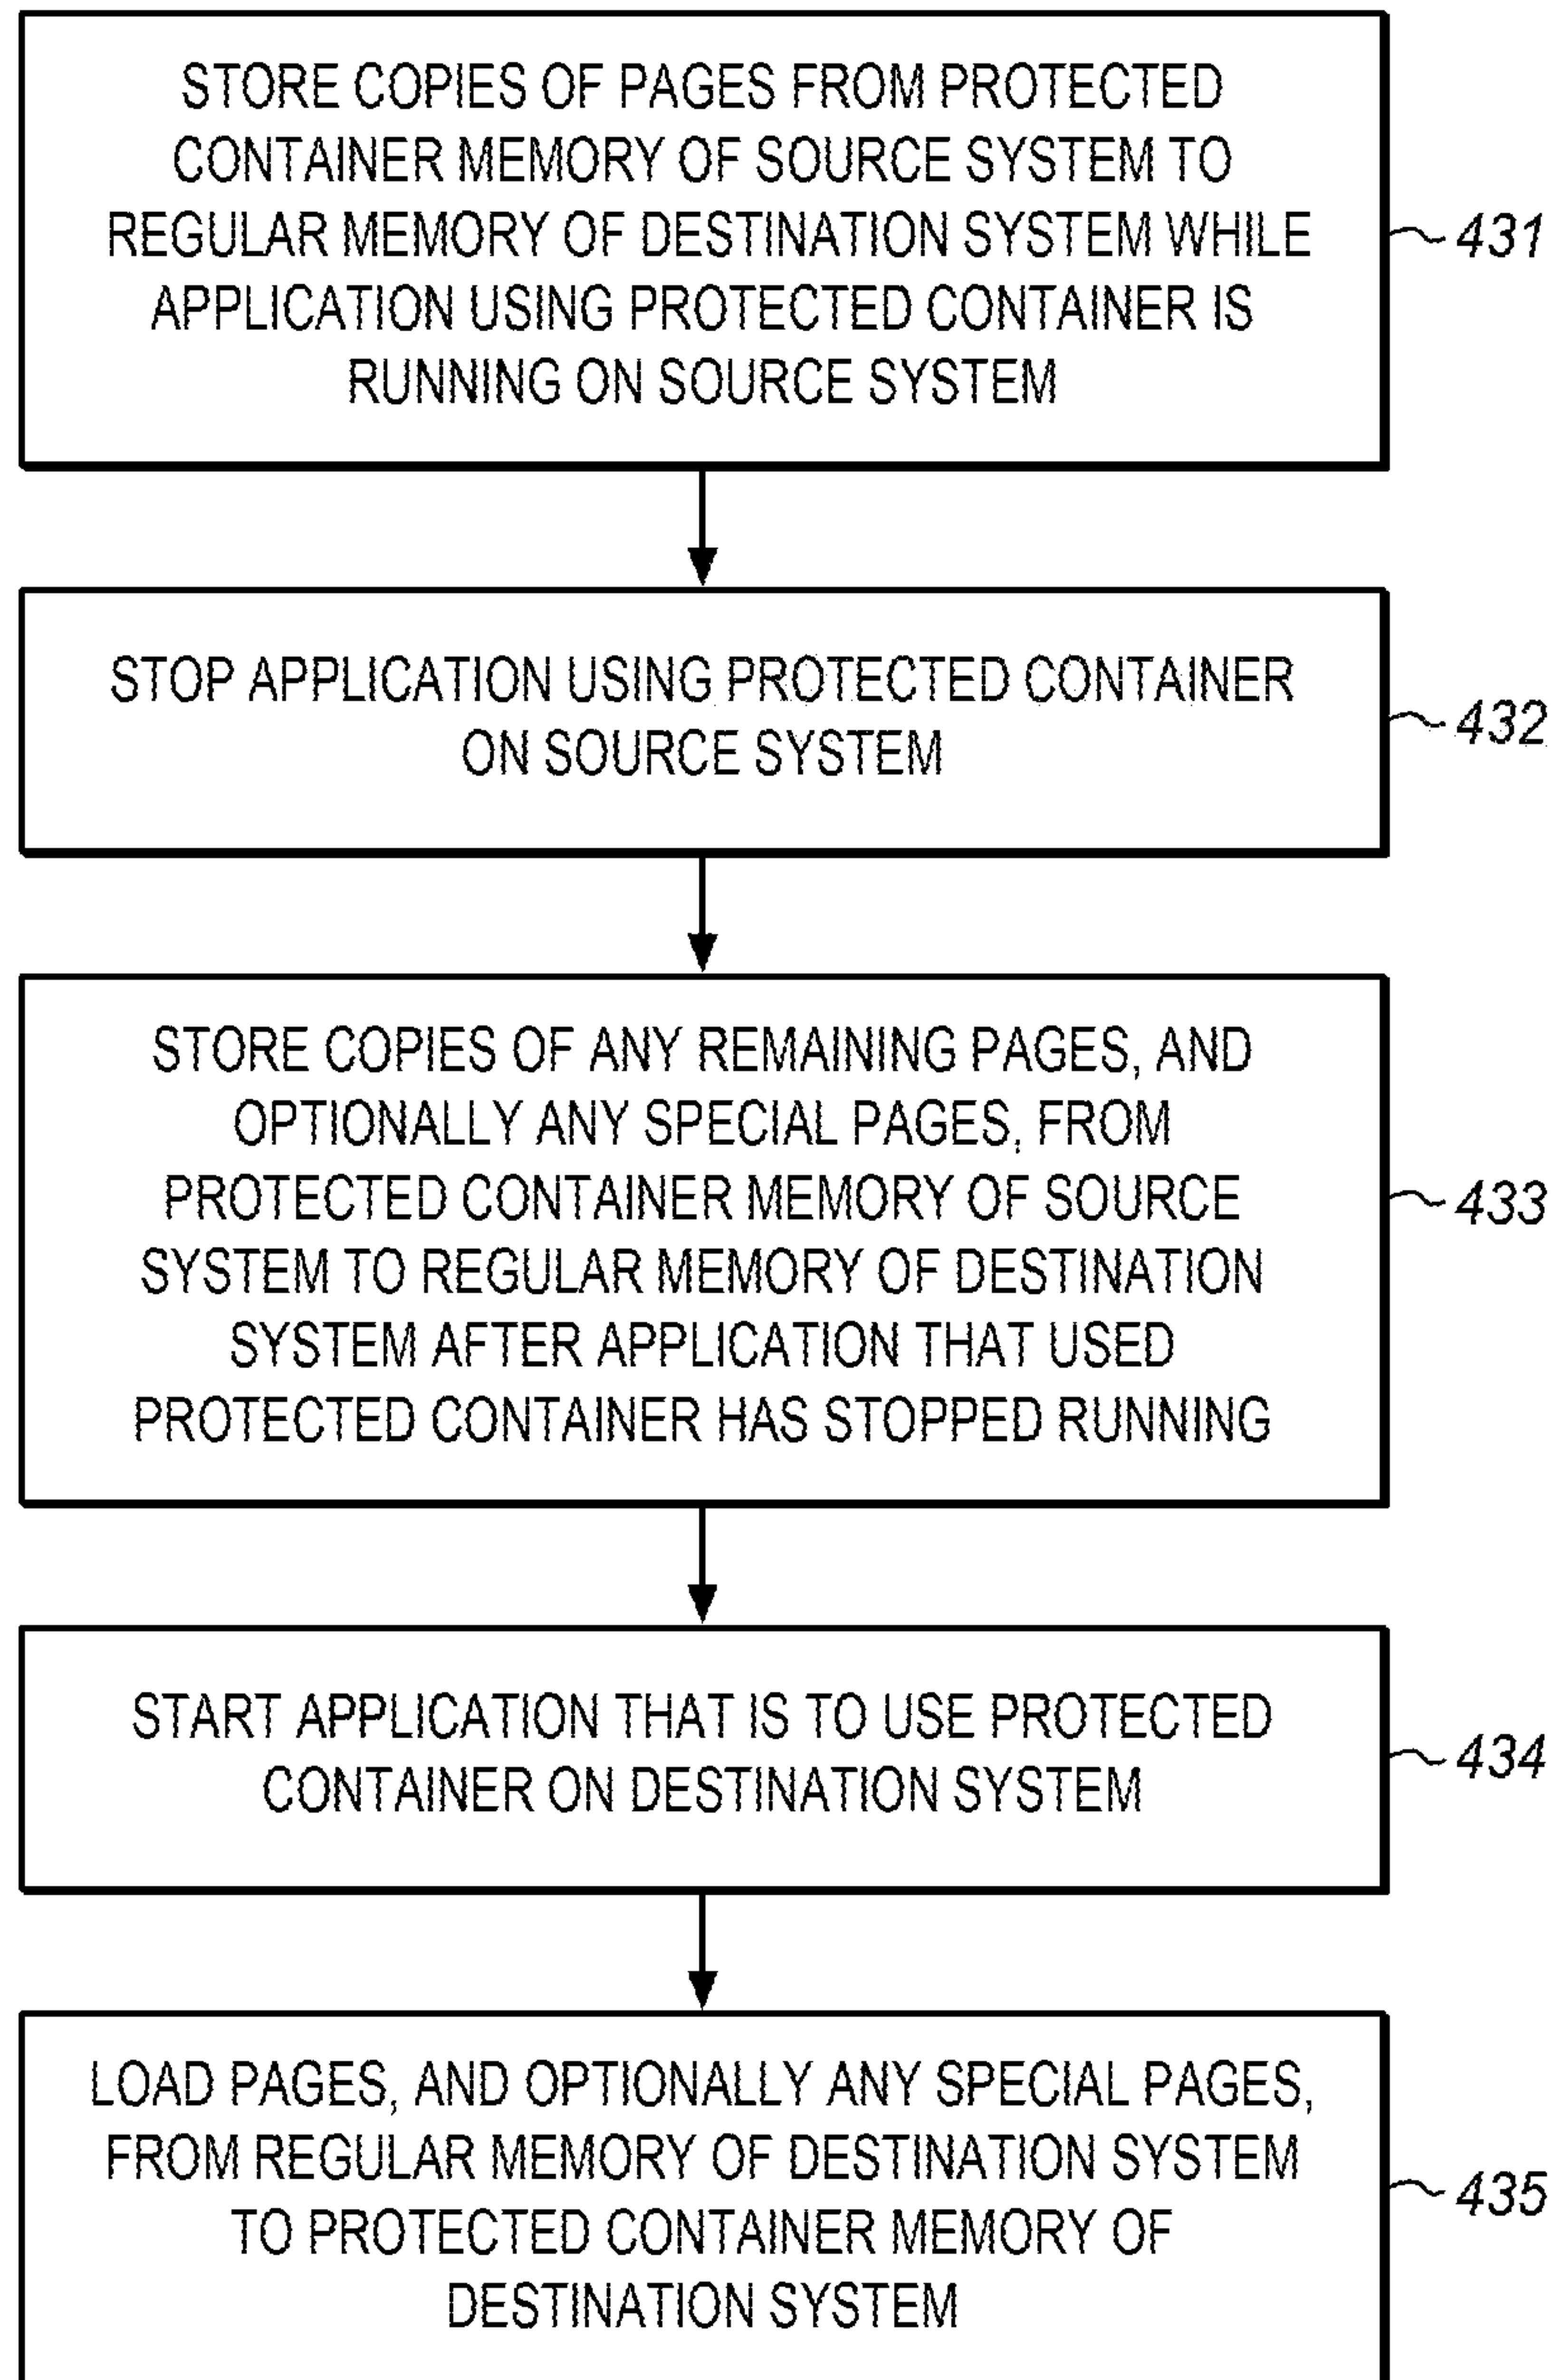 STORE COPIES OF PAGES FROM PROTECTED
CONTAINER MEMORY OF SOURCE SYSTEM TO
REGULAR MEMORY OF DESTINATION SYSTEM WHILE
APPLICATION USING PROTECTED CONTAINER IS
RUNNING ON SOURCE SYSTEM
431
STOP APPLICATION USING PROTECTED CONTAINER
ON SOURCE SYSTEM
432
STORE COPIES OF ANY REMAINING PAGES, AND
OPTIONALLY ANY SPECIAL PAGES, FROM
PROTECTED CONTAINER MEMORY OF SOURCE
SYSTEM TO REGULAR MEMORY OF DESTINATION
SYSTEM AFTER APPLICATION THAT USED
PROTECTED CONTAINER HAS STOPPED RUNNING
433
START APPLICATION THAT IS TO USE PROTECTED
CONTAINER ON DESTINATION SYSTEM
434
LOAD PAGES, AND OPTIONALLY ANY SPECIAL PAGES,
FROM REGULAR MEMORY OF DESTINATION SYSTEM
TO PROTECTED CONTAINER MEMORY OF
DESTINATION SYSTEM
435